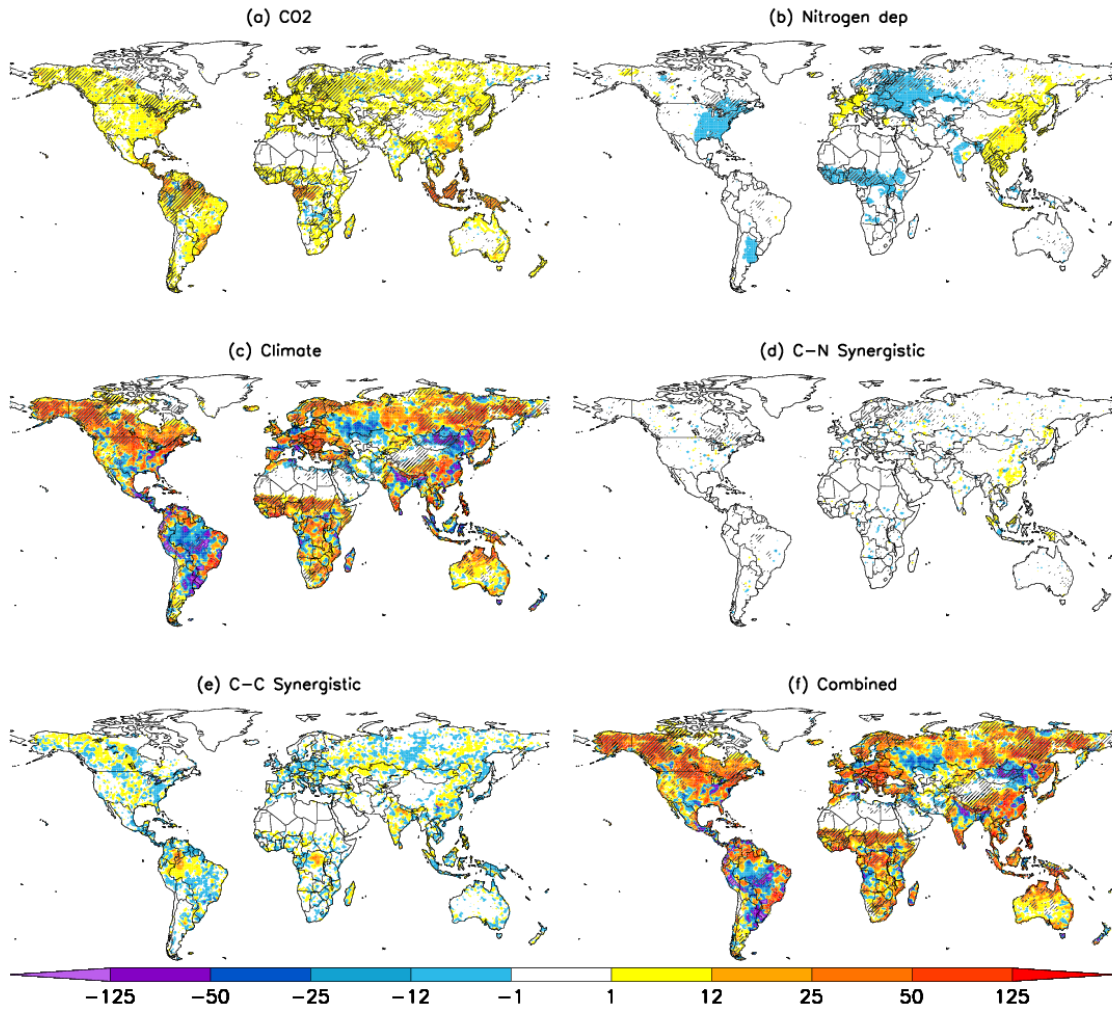 (a) CO2
(b) Nitrogen dep
(c) Climate
(d) C-N Synergistic
(e) C-C Synergistic
(f) Combined
-125 -50 -25 -12 -1 1 12 25 50 125